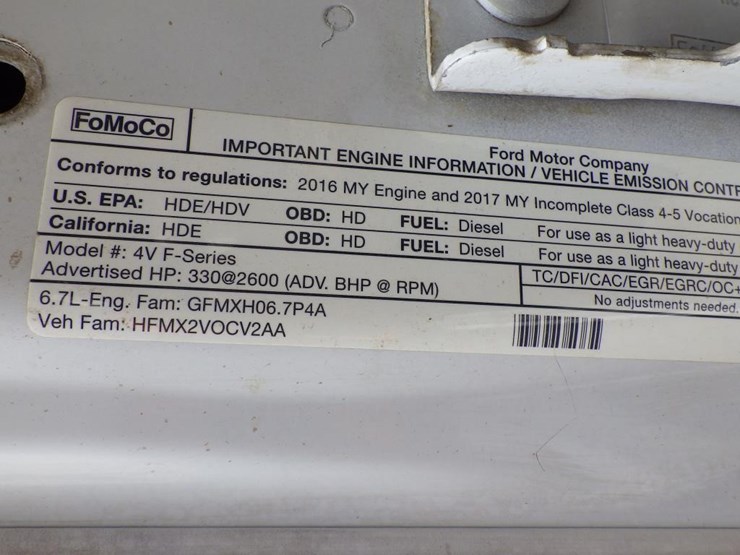 FoMoCo
Ford Motor Company
IMPORTANT ENGINE INFORMATION / VEHICLE EMISSION
Conforms to regulations: 2016 MY Engine and 2017 MY Incomplete Class 4-5
U.S. EPA: HDE/HDV OBD: HD FUEL: Diesel For use as a light heavy-duty
California: HDE OBD: HD FUEL: Diesel For use as a light heavy-duty
Model #: 4V F-Series
TC/DFI/CAC/EGR/EGRC/OC+
Advertised HP: 330@2600 (ADV. BHP @ RPM)
No adjustments needed.
6.7L-Eng. Fam: GFMXH06.7P4A
Veh Fam: HFMX2VOCV2AA